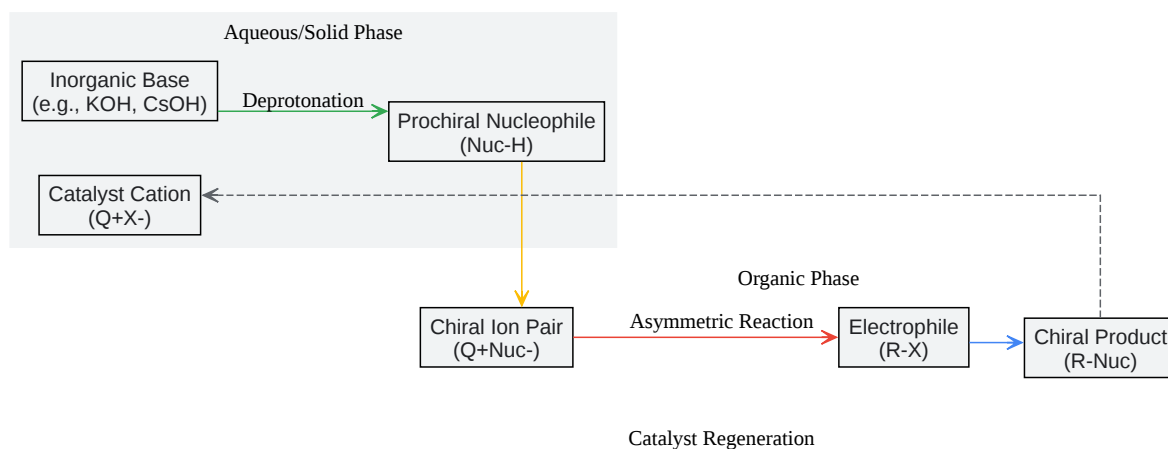 Aqueous/Solid Phase
Inorganic Base
(e.g., KOH, CsOH)
Deprotonation
Prochiral Nucleophile
(Nuc-H)
Catalyst Cation
(Q+X-)
Organic Phase
Chiral Ion Pair
(Q+Nuc-)
Asymmetric Reaction
Electrophile
(R-X)
Chiral Product
(R-Nuc)
Catalyst Regeneration